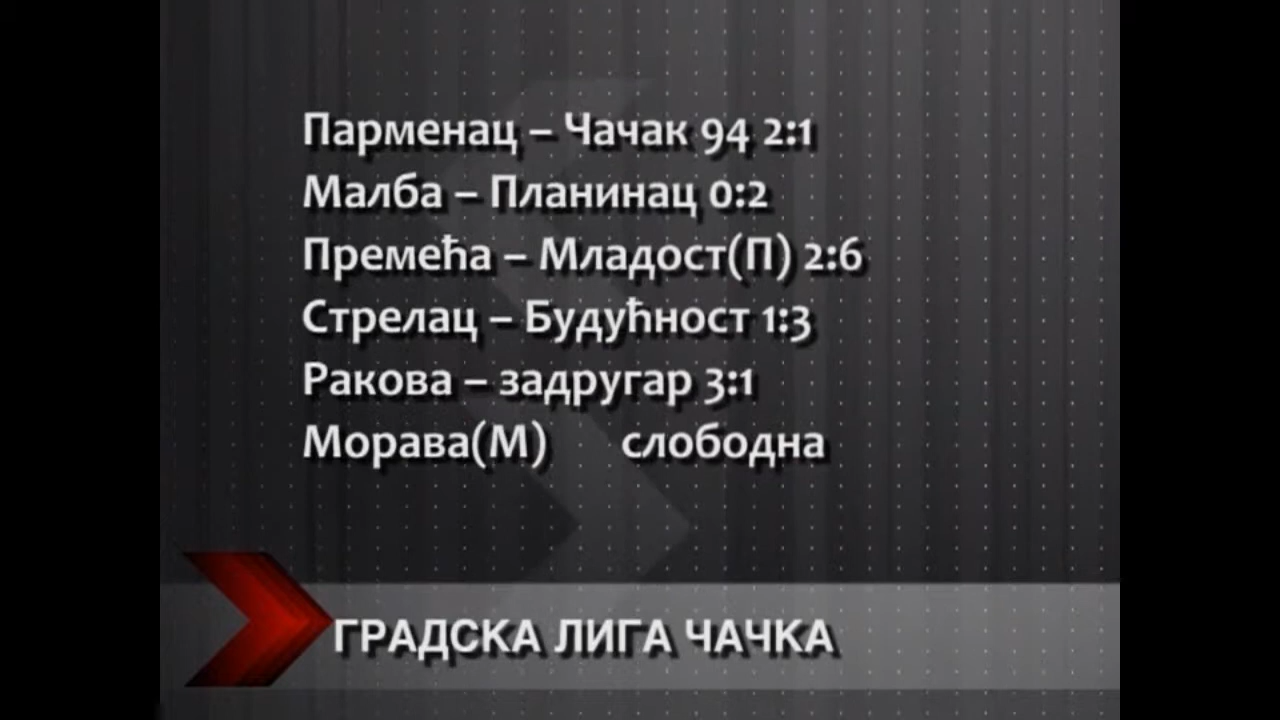 Парменац – Чачак 94 2:1
Малба – Планинац 0:2
Премећа – Младост(П) 2:6
Стрелац – Будућност 1:3
Ракова – задругар 3:1
Морава(М) слободна
ГРАДСКА ЛИГА ЧАЧКА